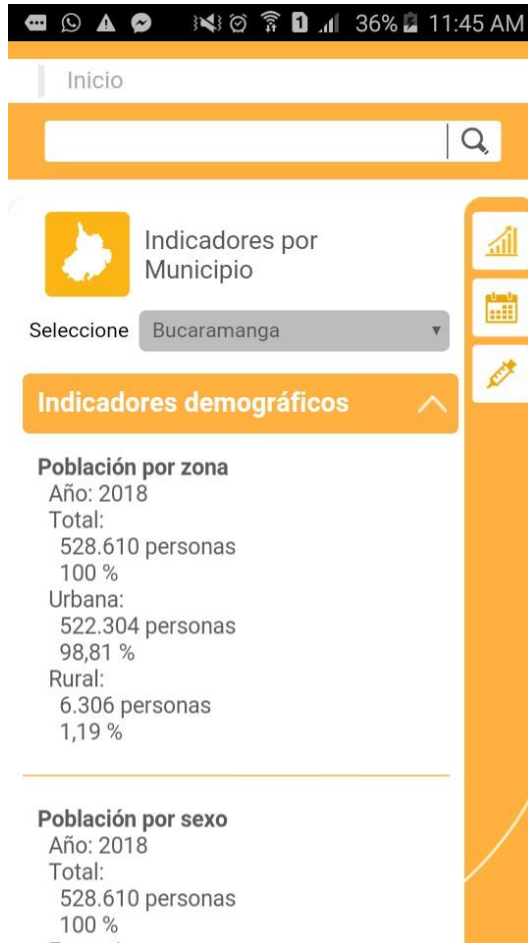 36% 11:45 AM
Inicio
Indicadores por
Municipio
Seleccione Bucaramanga
Indicadores demográficos
Población por zona
Año: 2018
Total:
528.610 personas
100 %
Urbana:
522.304 personas
98,81 %
Rural:
6.306 personas
1,19 %
Población por sexo
Año: 2018
Total:
528.610 personas
100 %